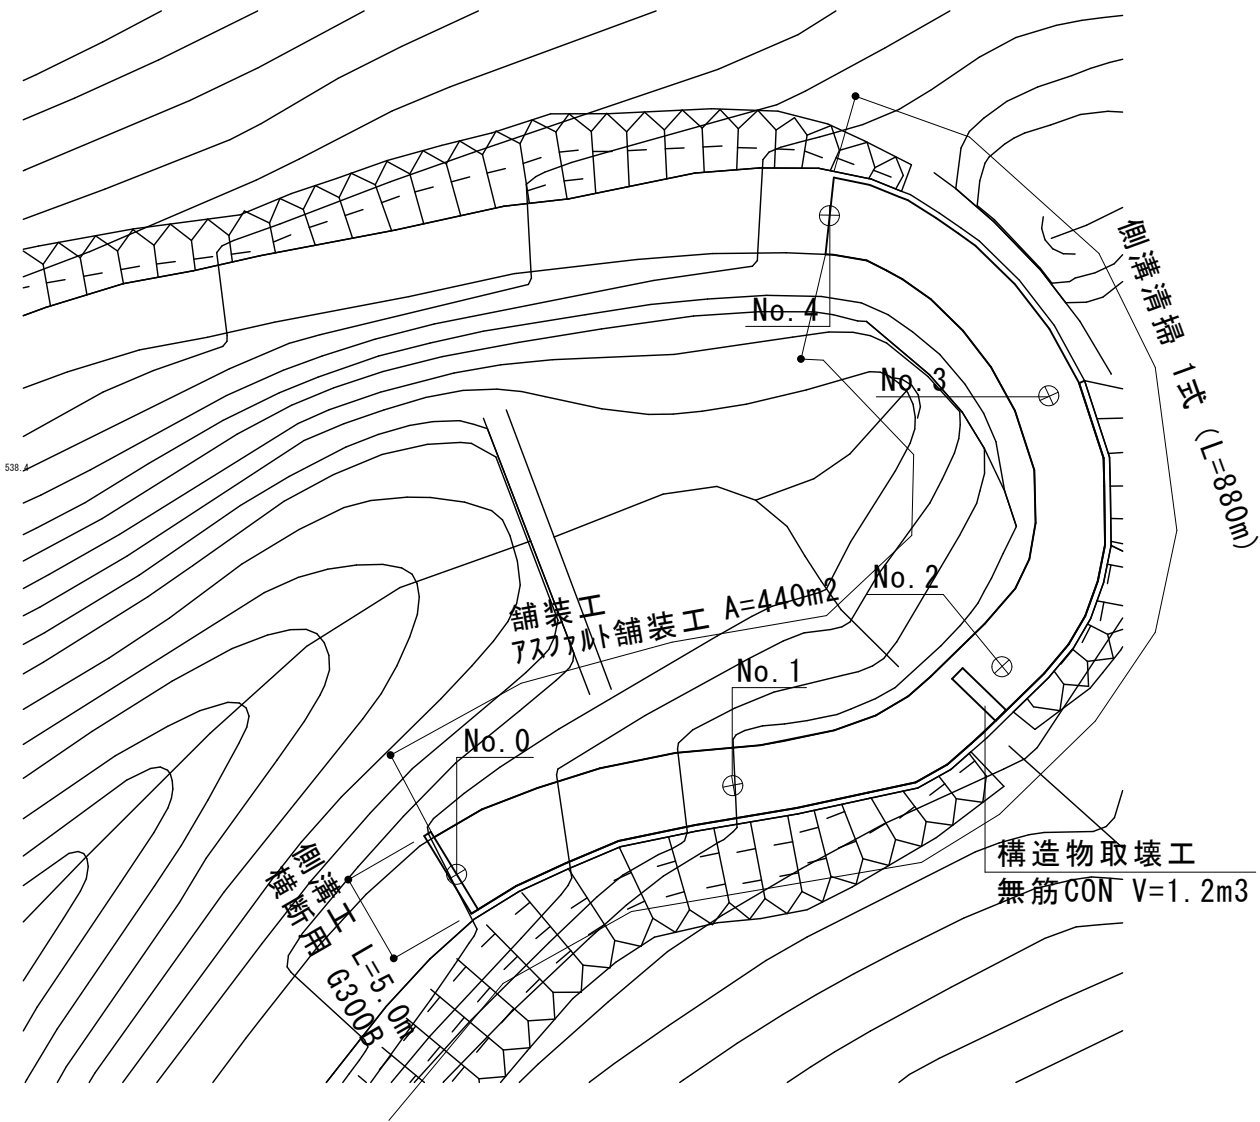 No.4
側溝清掃 1式 (L=880m)
No.3
538.4
No.2
舗装工
アスファルト舗装工 A=440m2
No.1
No.0
側溝工 L=5.0m
横断用 G300B
構造物取壊工
無筋CON V=1.2m3